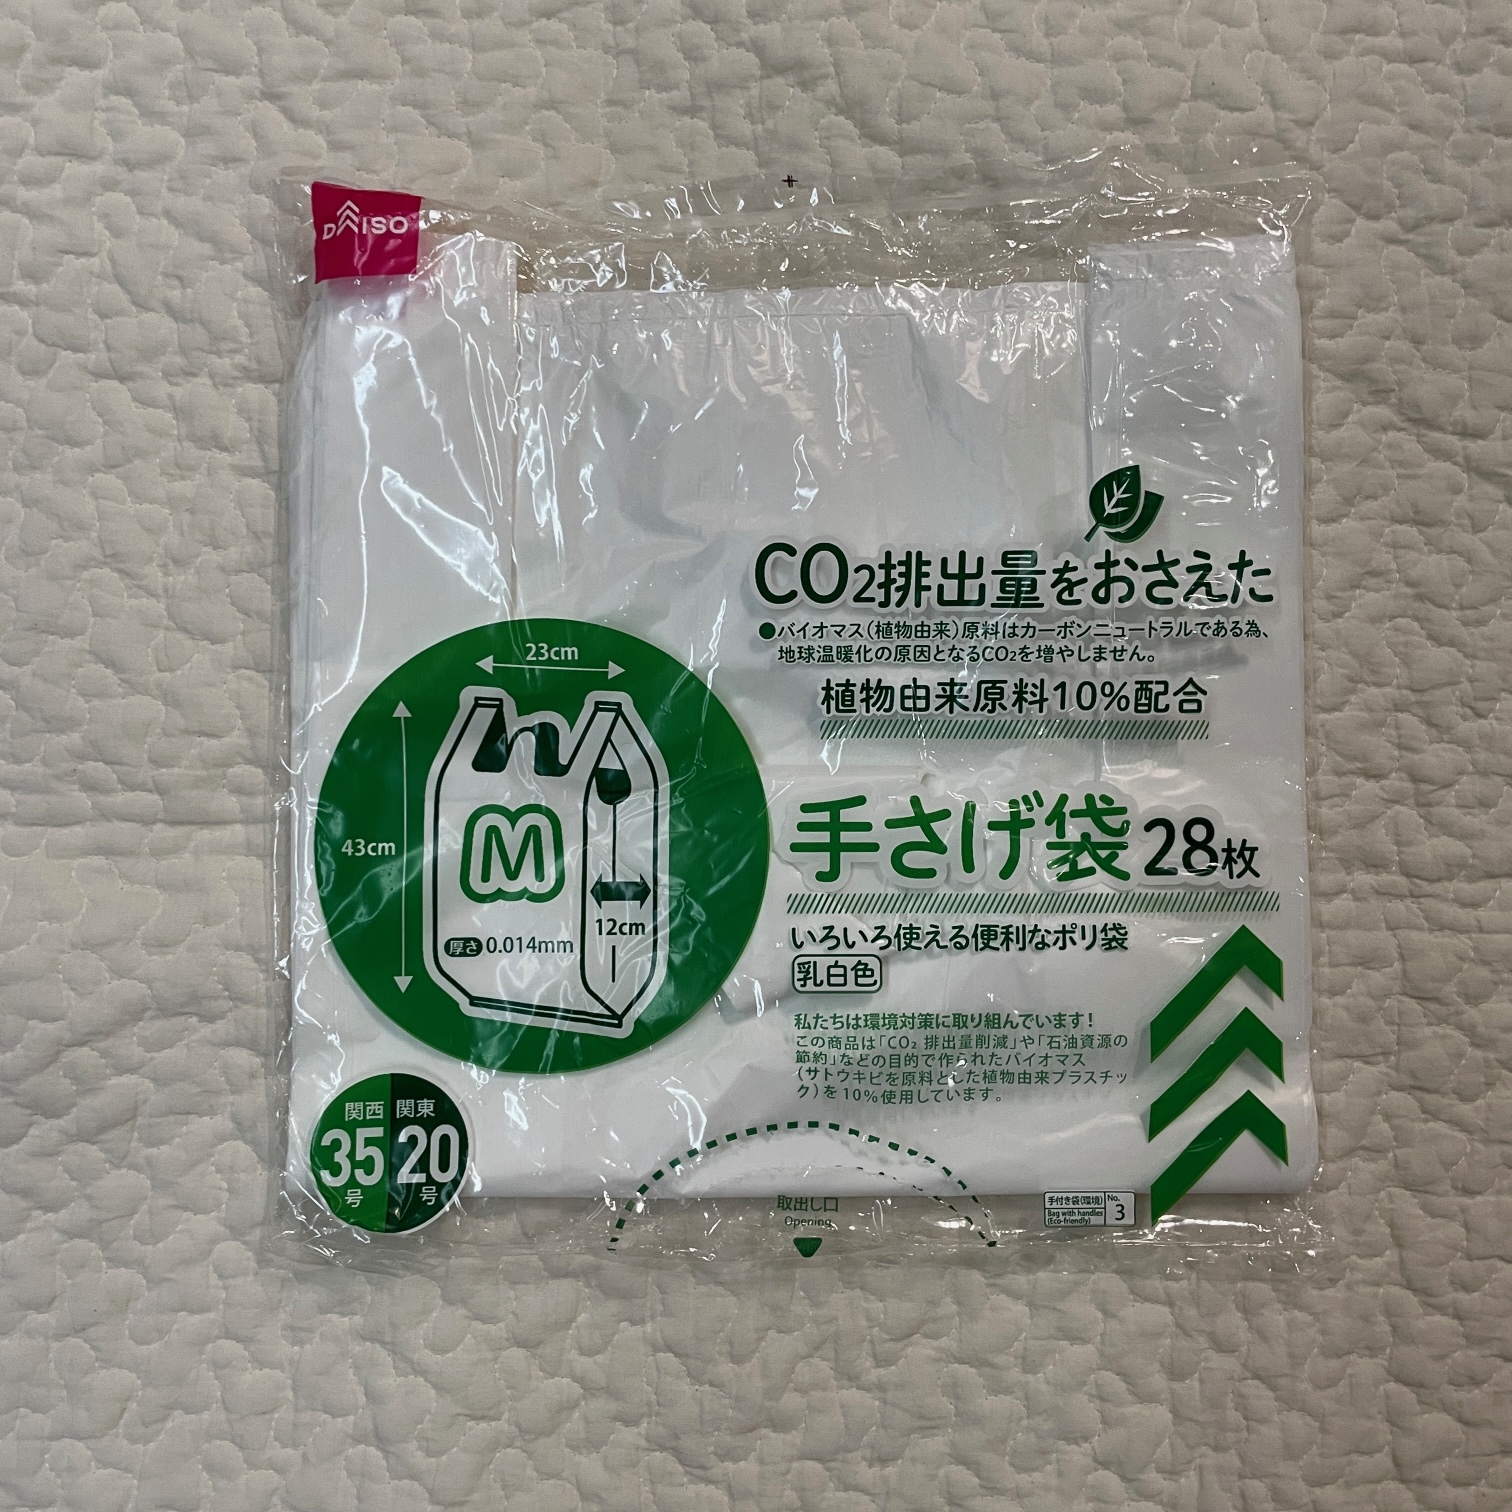 DAISO
CO₂排出量をおさえた
●バイオマス(植物由来)原料はカーボンニュートラルである為、
地球温暖化の原因となるCO₂を増やしません。
植物由来原料10%配合
手さげ袋28枚
いろいろ使える便利なポリ袋
乳白色
私たちは環境対策に取り組んでいます!
この商品は「CO₂ 排出量削減」や「石油資源の
節約」などの目的で作られたバイオマス
(サトウキビを原料とした植物由来プラスチッ
ク)を10%使用しています。
23cm
43cm
M
12cm
厚さ 0.014mm
関西
35
号
関東
20
号
取出し口
Opening
手付き袋(環境)
Bag with handles
(Eco-friendly)
No.
3